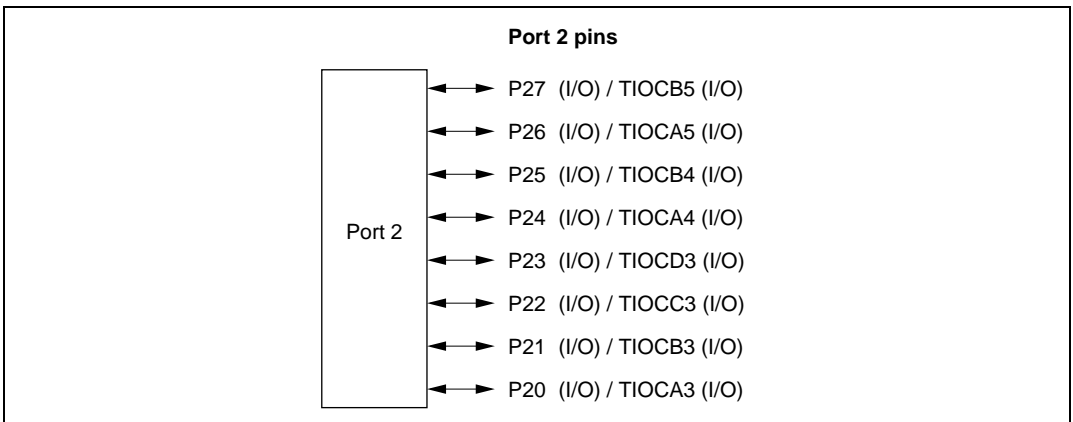 Port 2 pins
P27 (I/O) / TIOCB5 (I/O)
P26 (I/O) / TIOCA5 (I/O)
P25 (I/O) / TIOCB4 (I/O)
P24 (I/O) / TIOCA4 (I/O)
Port 2
P23 (I/O) / TIOCD3 (I/O)
P22 (I/O) / TIOCC3 (I/O)
P21 (I/O) / TIOCB3 (I/O)
P20 (I/O) / TIOCA3 (I/O)